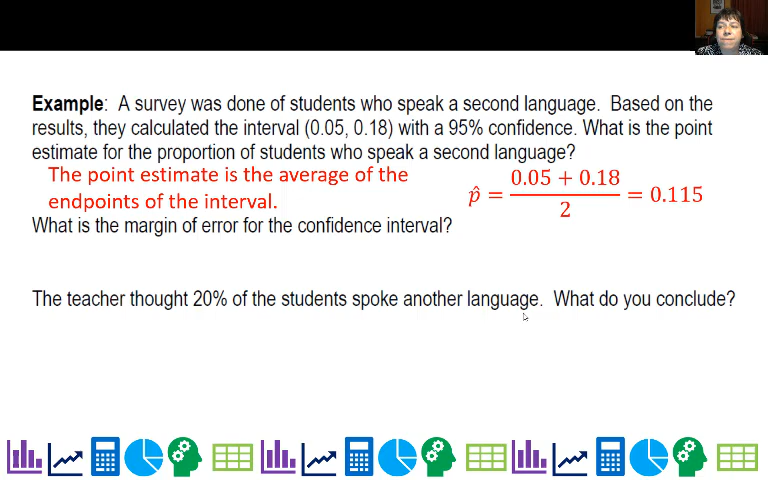 Example: A survey was done of students who speak a second language. Based on the
results, they calculated the interval (0.05, 0.18) with a 95% confidence. What is the point
estimate for the proportion of students who speak a second language?
The point estimate is the average of the
endpoints of the interval.
p̂ = (0.05 + 0.18)/2 = 0.115
What is the margin of error for the confidence interval?
The teacher thought 20% of the students spoke another language. What do you conclude?